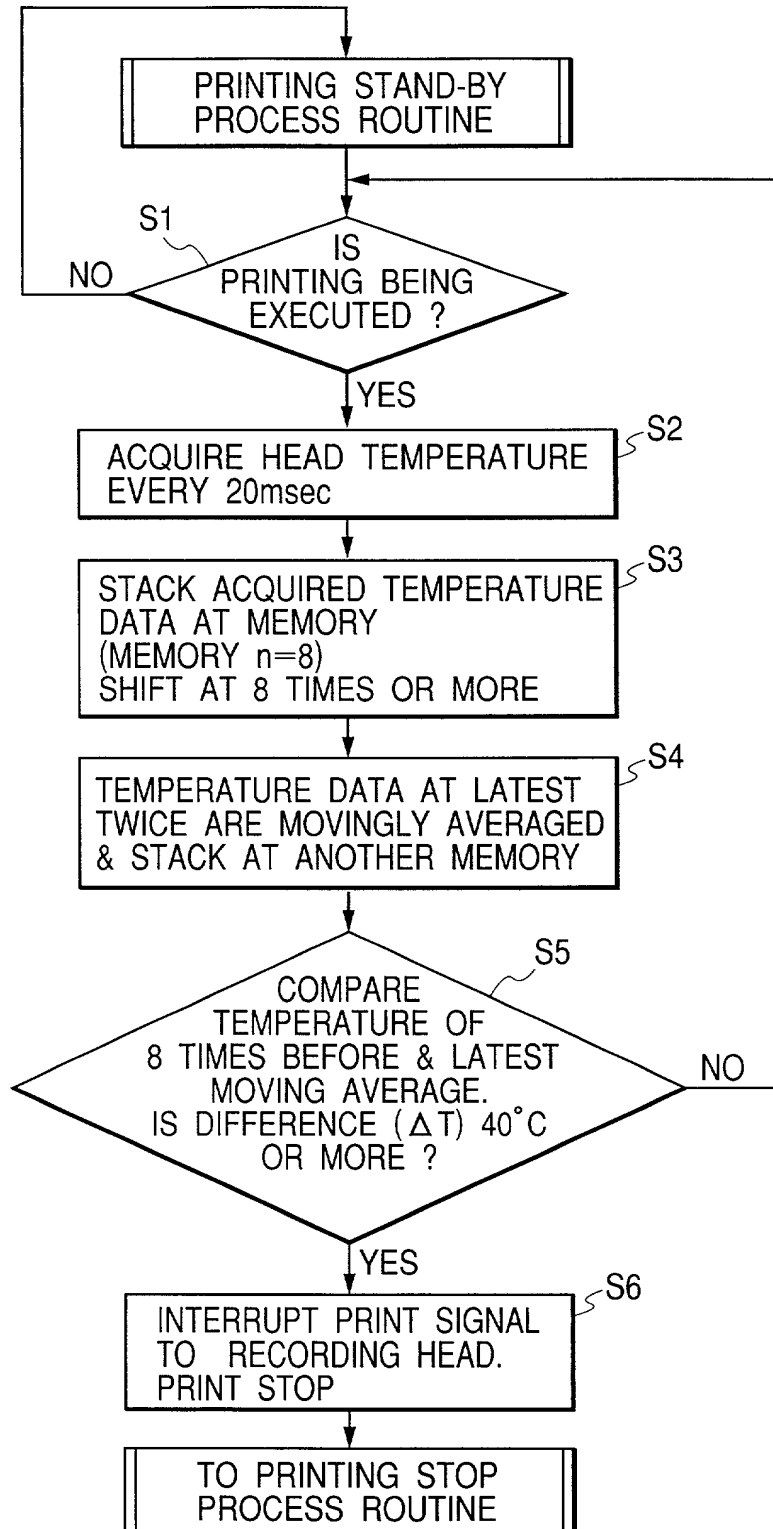 PRINTING STAND-BY
PROCESS ROUTINE
S1
IS
PRINTING BEING
EXECUTED ?
NO
YES
S2
ACQUIRE HEAD TEMPERATURE
EVERY 20msec
S3
STACK ACQUIRED TEMPERATURE
DATA AT MEMORY
(MEMORY n=8)
SHIFT AT 8 TIMES OR MORE
S4
TEMPERATURE DATA AT LATEST
TWICE ARE MOVINGLY AVERAGED
& STACK AT ANOTHER MEMORY
S5
COMPARE
TEMPERATURE OF
8 TIMES BEFORE & LATEST
MOVING AVERAGE.
IS DIFFERENCE (ΔT) 40°C
OR MORE ?
NO
YES
S6
INTERRUPT PRINT SIGNAL
TO RECORDING HEAD.
PRINT STOP
TO PRINTING STOP
PROCESS ROUTINE